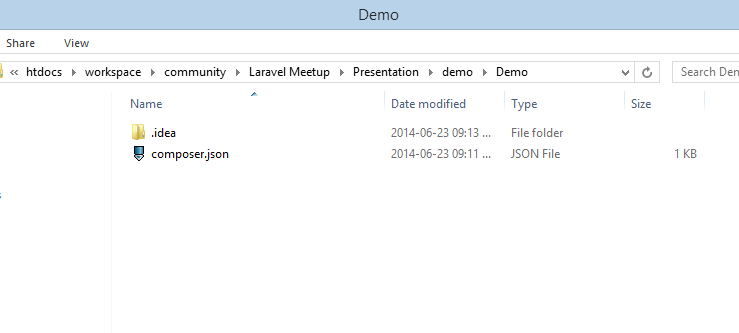 Demo
Share View
« htdocs workspace community Laravel Meetup Presentation demo Demo Search Den
Name Date modified Type Size
.idea 2014-06-23 09:13 ... File folder
composer.json 2014-06-23 09:11 ... JSON File 1 KB